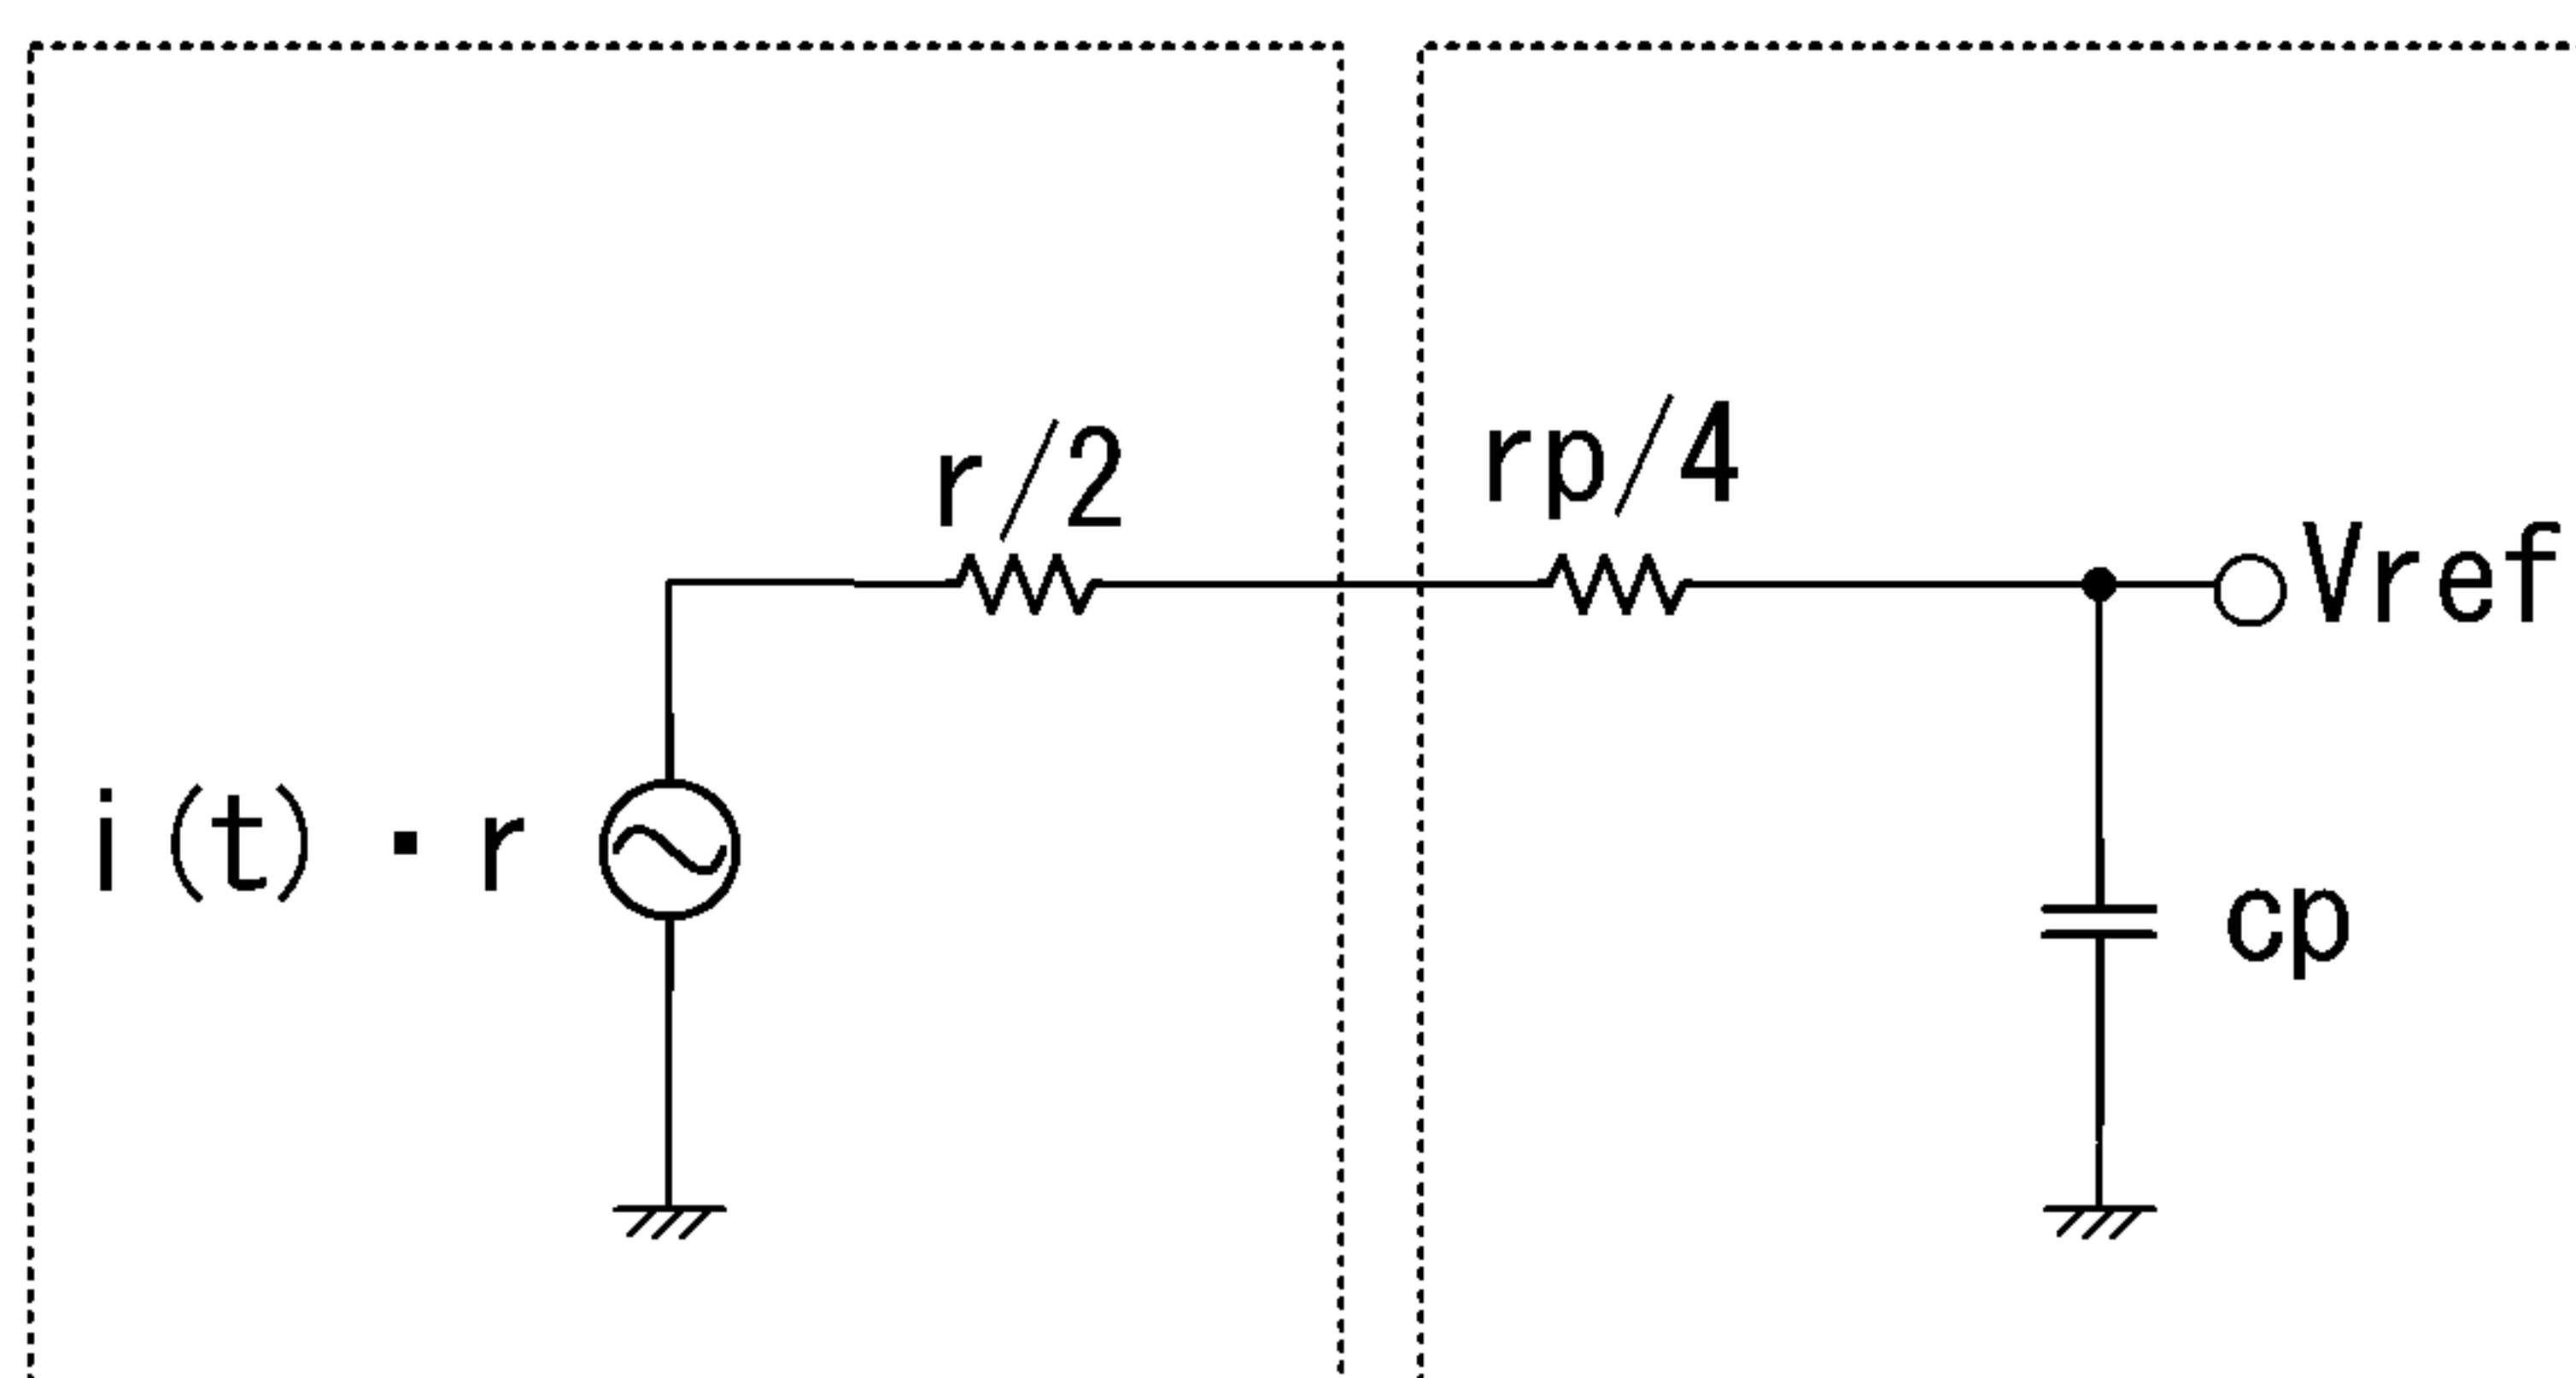 r/2
rp/4
Vref
i(t)・r
cp